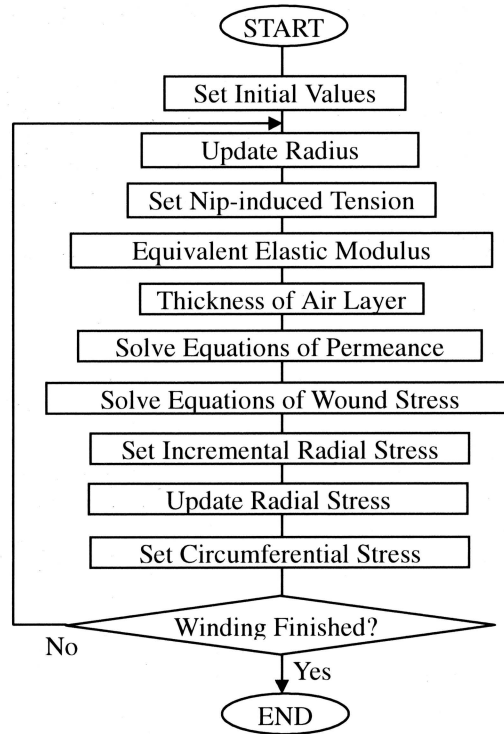 START
Set Initial Values
Update Radius
Set Nip-induced Tension
Equivalent Elastic Modulus
Thickness of Air Layer
Solve Equations of Permeance
Solve Equations of Wound Stress
Set Incremental Radial Stress
Update Radial Stress
Set Circumferential Stress
Winding Finished?
No
Yes
END